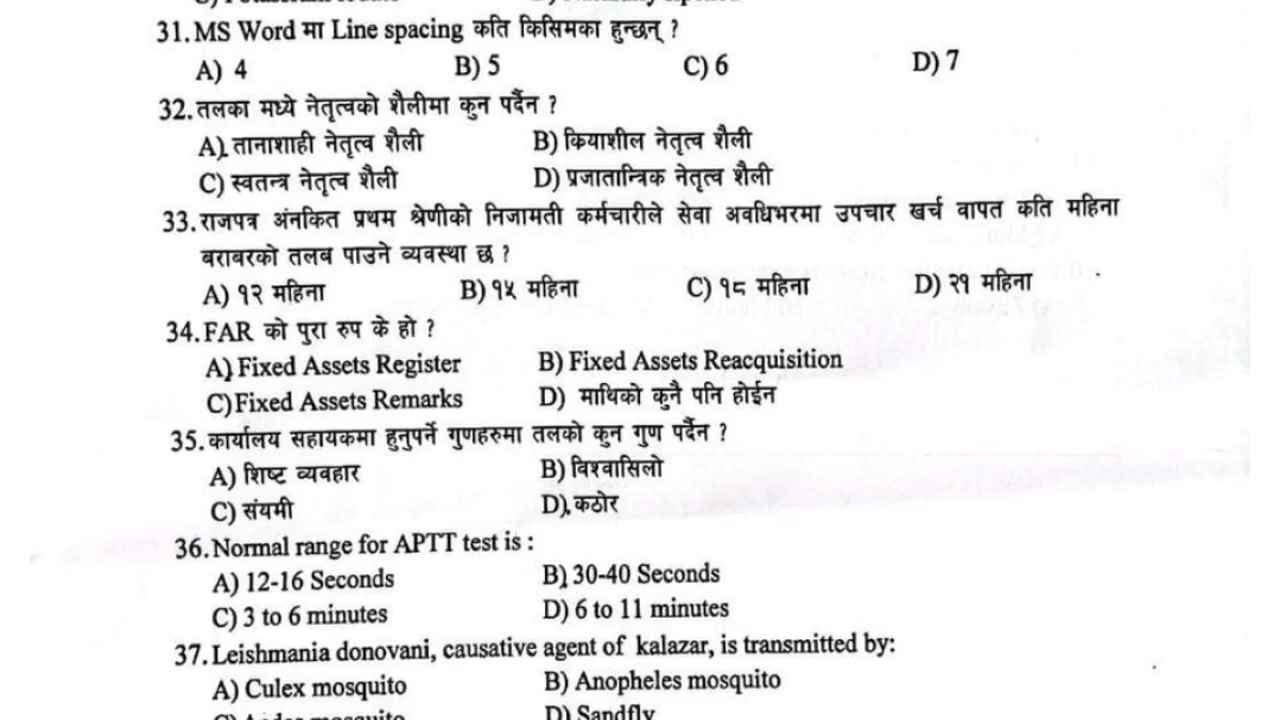 31. MS Word मा Line spacing कति किसिमका हुन्छन् ?
A) 4 B) 5 C) 6 D) 7
32. तलका मध्ये नेतृत्वको शैलीमा कुन पर्दैन ?
A) तानाशाही नेतृत्व शैली B) कियाशील नेतृत्व शैली
C) स्वतन्त्र नेतृत्व शैली D) प्रजातान्त्रिक नेतृत्व शैली
33. राजपत्र अंनकित प्रथम श्रेणीको निजामती कर्मचारीले सेवा अवधिभरमा उपचार खर्च वापत कति महिना
बराबरको तलब पाउने व्यवस्था छ ?
A) १२ महिना B) १५ महिना C) १८ महिना D) २१ महिना
34. FAR को पुरा रुप के हो ?
A) Fixed Assets Register B) Fixed Assets Reacquisition
C) Fixed Assets Remarks D) माथिको कुनै पनि होईन
35. कार्यालय सहायकमा हुनुपर्ने गुणहरुमा तलको कुन गुण पर्दैन ?
A) शिष्ट व्यवहार B) विश्वासिलो
C) संयमी D) कठोर
36. Normal range for APTT test is :
A) 12-16 Seconds B) 30-40 Seconds
C) 3 to 6 minutes D) 6 to 11 minutes
37. Leishmania donovani, causative agent of kalazar, is transmitted by:
A) Culex mosquito B) Anopheles mosquito
D) Sandfly